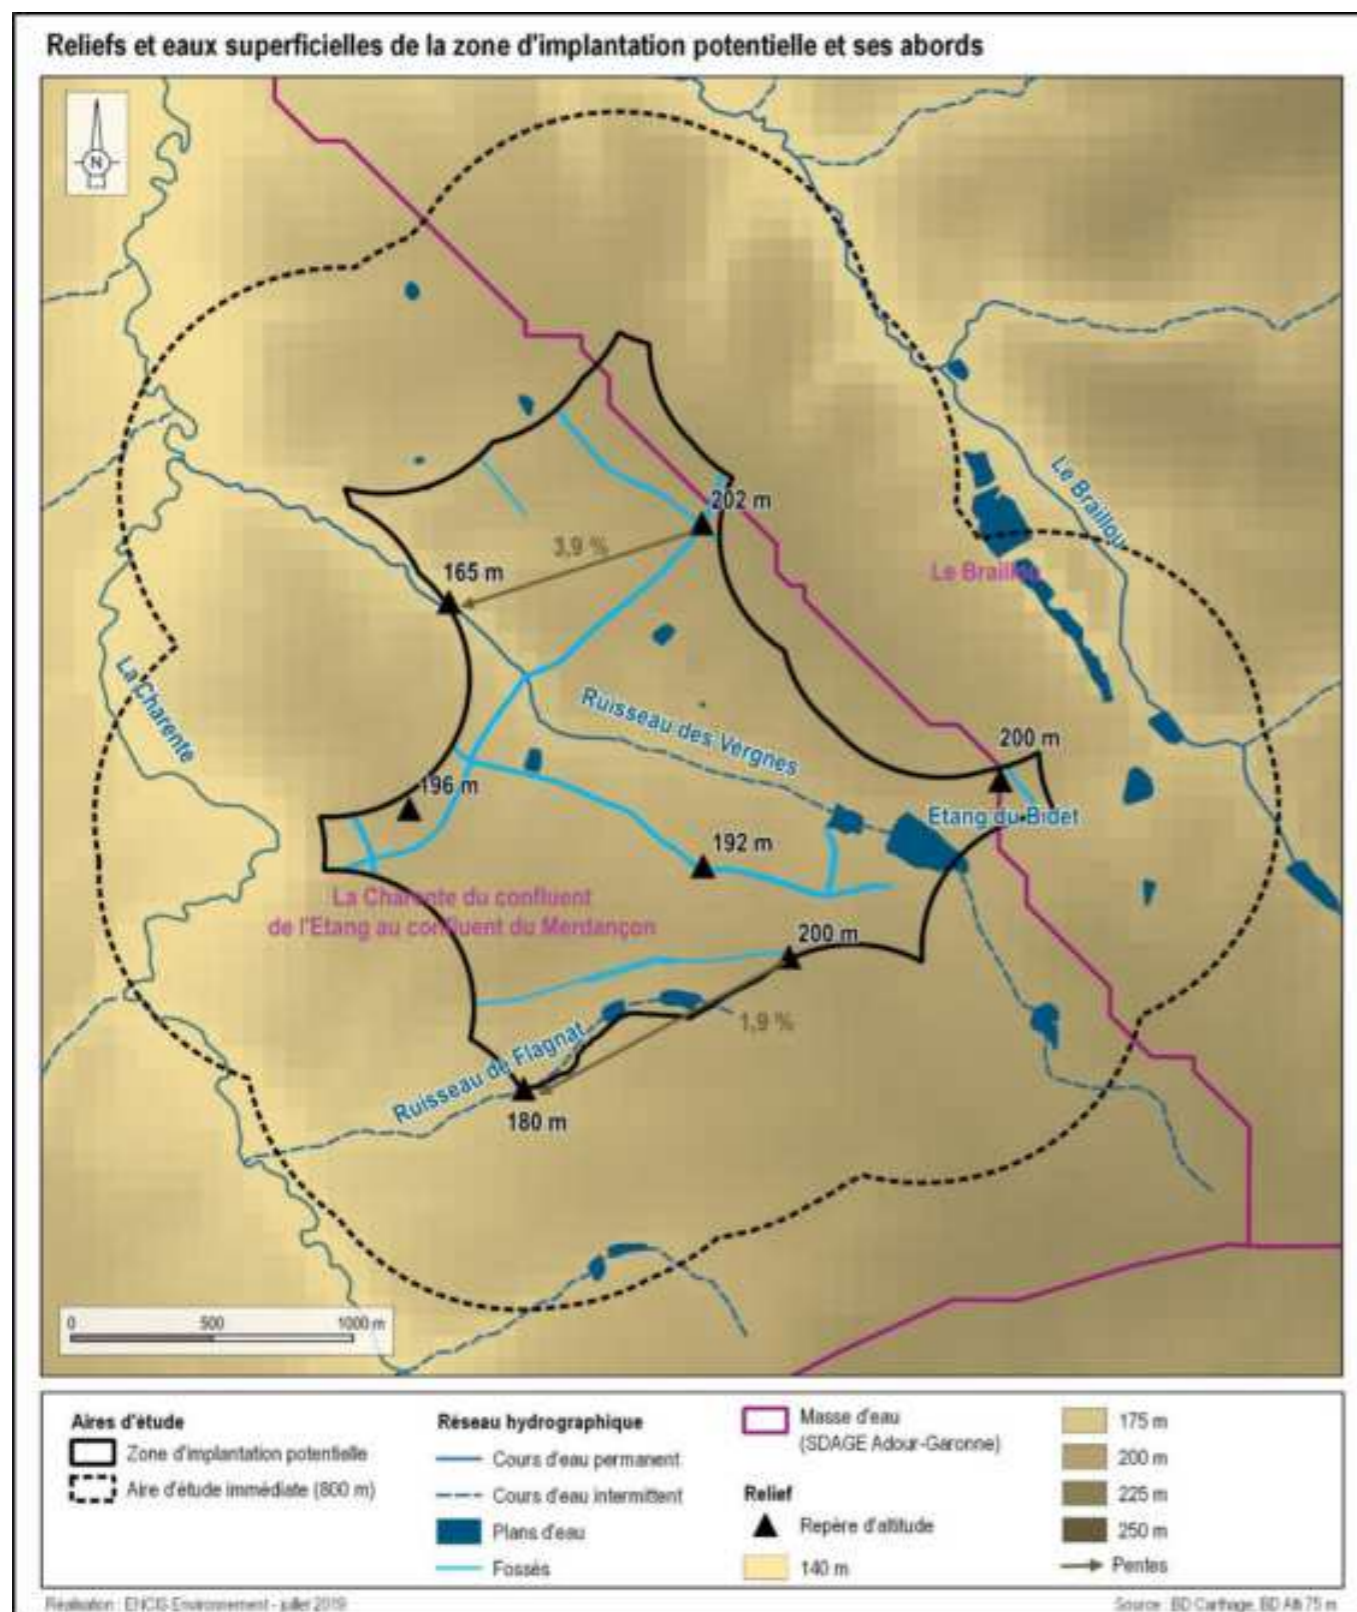 Reliefs et eaux superficielles de la zone d'implantation potentielle et ses abords
N
202 m
3,9 %
165 m
Le Braillou
Le Braillou
La Charente
Ruisseau des Vergnes
200 m
196 m
Etang du Bidet
192 m
La Charente du confluent
de l'Etang au confluent du Merdançon
200 m
1,9 %
Ruisseau de Flagnat
180 m
0 500 1000 m
Aires d'étude
Zone d'implantation potentielle
Aire d'étude immédiate (800 m)
Réseau hydrographique
Cours d'eau permanent
Cours d'eau intermittent
Plans d'eau
Fossés
Masse d'eau
(SDAGE Adour-Garonne)
Relief
Repère d'altitude
140 m
175 m
200 m
225 m
250 m
Pentes
Réalisation : ENCIS Environnement - juillet 2019
Source : BD Carthage, BD Alti 75 m